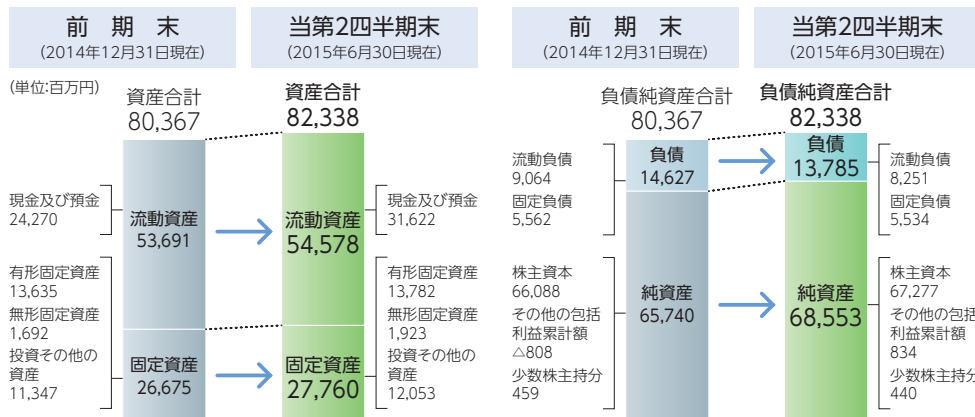 前 期 末
(2014年12月31日現在)
当第2四半期末
(2015年6月30日現在)
(単位:百万円)
資産合計
80,367
資産合計
82,338
現金及び預金
24,270
流動資産
53,691
流動資産
54,578
現金及び預金
31,622
有形固定資産
13,635
無形固定資産
1,692
投資その他の
資産
11,347
固定資産
26,675
固定資産
27,760
有形固定資産
13,782
無形固定資産
1,923
投資その他の
資産
12,053
前 期 末
(2014年12月31日現在)
当第2四半期末
(2015年6月30日現在)
負債純資産合計
80,367
負債純資産合計
82,338
流動負債
9,064
固定負債
5,562
負債
14,627
負債
13,785
流動負債
8,251
固定負債
5,534
株主資本
66,088
その他の包括
利益累計額
△808
少数株主持分
459
純資産
65,740
純資産
68,553
株主資本
67,277
その他の包括
利益累計額
834
少数株主持分
440